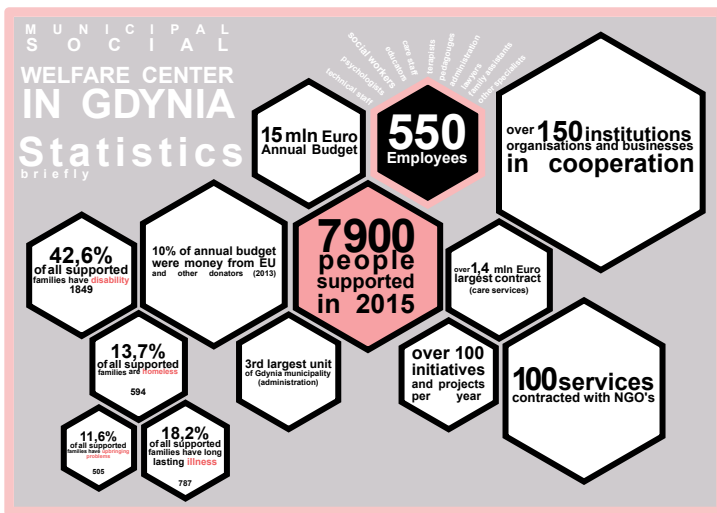 MUNICIPAL
SOCIAL
WELFARE CENTER
IN GDYNIA
Statistics
briefly
technical staff
psychologists
social workers
educators
care staff
terapists
pedagouges
administration
lawyers
family assistants
other specialists
15 mln Euro
Annual Budget
550
Employees
over 150 institutions
organisations and businesses
in cooperation
42,6%
of all supported
families have disability
1849
10% of annual budget
were money from EU
and other donators (2013)
7900
people
supported
in 2015
over 1,4 mln Euro
largest contract
(care services)
13,7%
of all supported
families are homeless
594
3rd largest unit
of Gdynia municipality
(administration)
over 100
initiatives
and projects
per year
100 services
contracted with NGO's
11,6%
of all supported
families have upbringing
problems
505
18,2%
of all supported
families have long
lasting illness
787